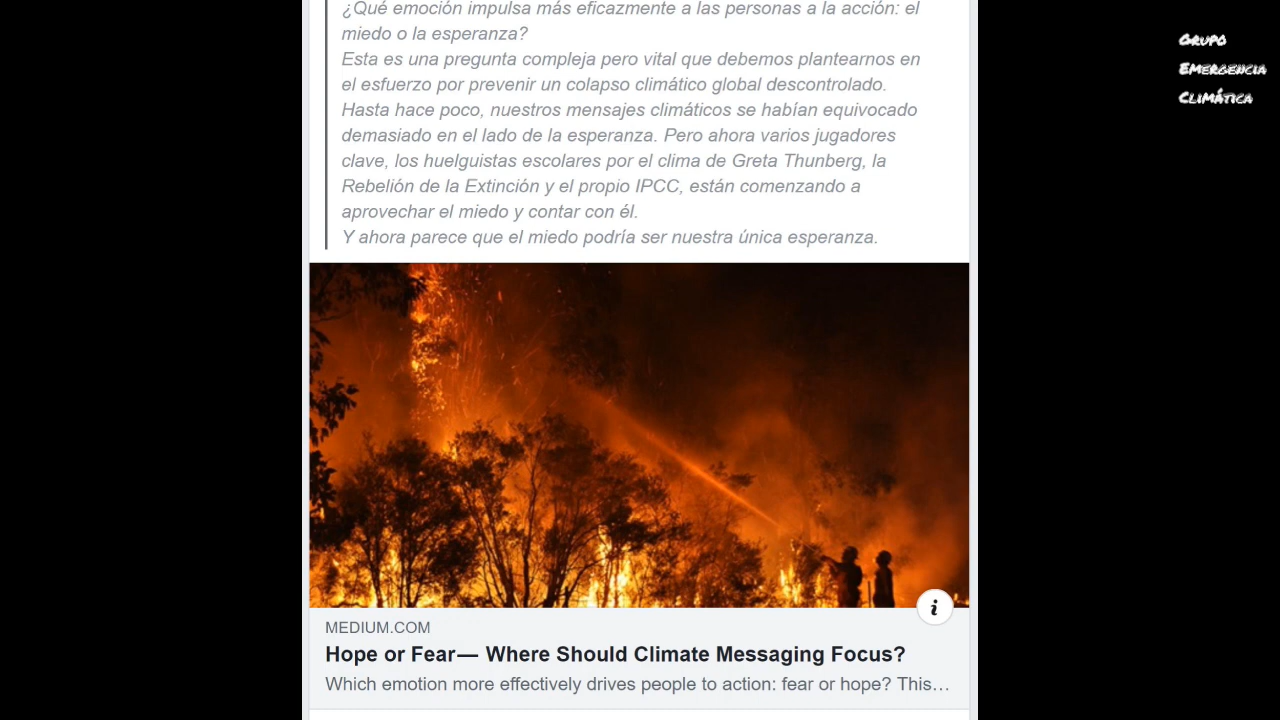 ¿Qué emoción impulsa más eficazmente a las personas a la acción: el
miedo o la esperanza?
Esta es una pregunta compleja pero vital que debemos plantearnos en
el esfuerzo por prevenir un colapso climático global descontrolado.
Hasta hace poco, nuestros mensajes climáticos se habían equivocado
demasiado en el lado de la esperanza. Pero ahora varios jugadores
clave, los huelguistas escolares por el clima de Greta Thunberg, la
Rebelión de la Extinción y el propio IPCC, están comenzando a
aprovechar el miedo y contar con él.
Y ahora parece que el miedo podría ser nuestra única esperanza.
i
MEDIUM.COM
Hope or Fear— Where Should Climate Messaging Focus?
Which emotion more effectively drives people to action: fear or hope? This…
Grupo
Emergencia
Climática